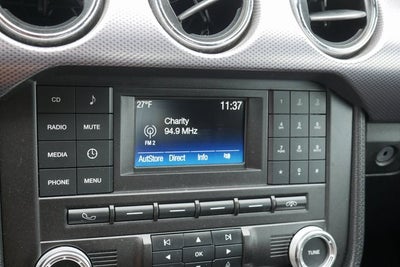 27°F 11:37
Charity
94.9 MHz
FM 2
AutoStore Direct Info
CD
RADIO MUTE
MEDIA
PHONE MENU
OK
TUNE